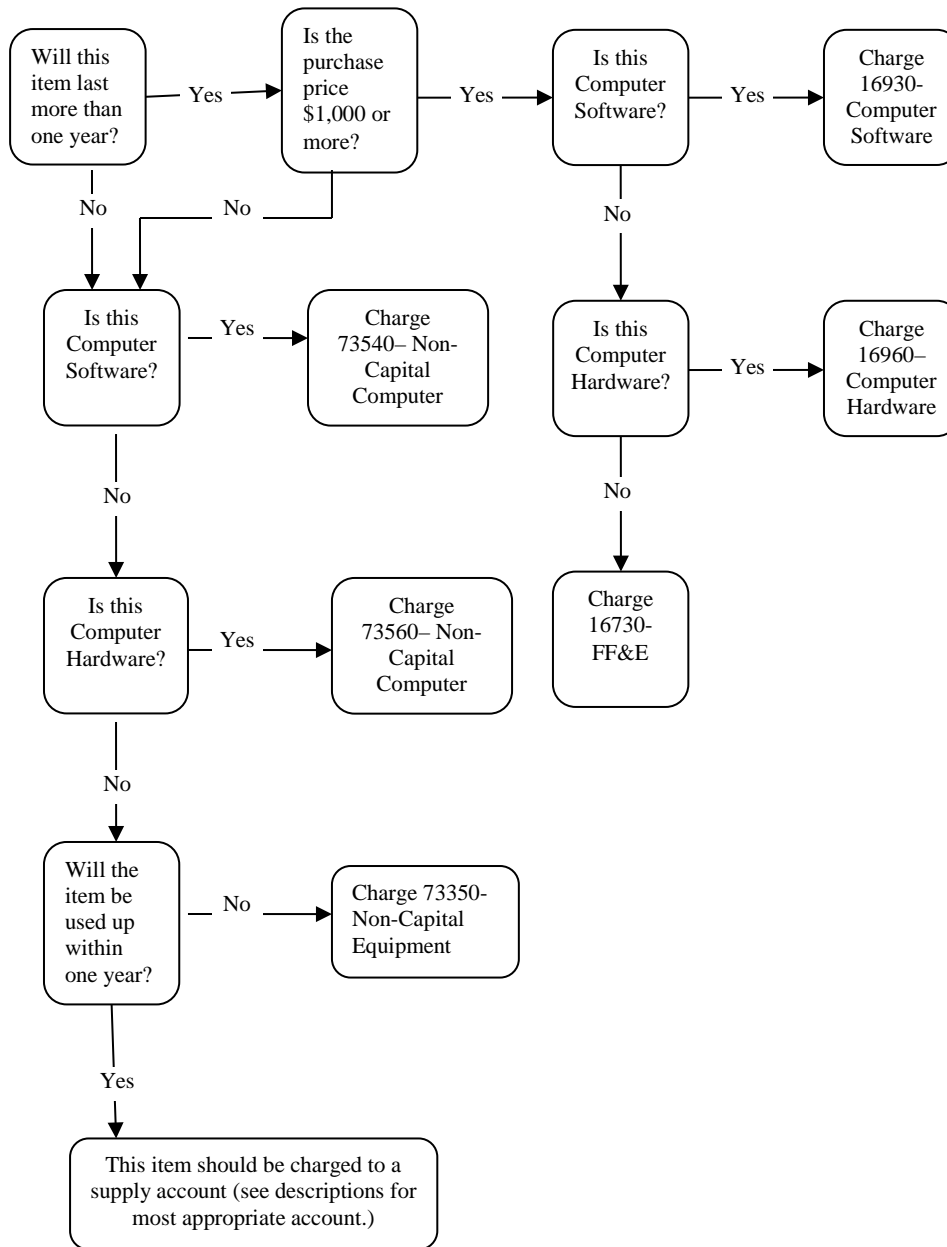 Will this
item last
more than
one year?
Yes
Is the
purchase
price
$1,000 or
more?
Yes
Is this
Computer
Software?
Yes
Charge
16930-
Computer
Software
No
No
No
Is this
Computer
Software?
Yes
Charge
73540– Non-
Capital
Computer
Is this
Computer
Hardware?
Yes
Charge
16960–
Computer
Hardware
No
No
Is this
Computer
Hardware?
Yes
Charge
73560– Non-
Capital
Computer
Charge
16730-
FF&E
No
Will the
item be
used up
within
one year?
No
Charge 73350-
Non-Capital
Equipment
Yes
This item should be charged to a
supply account (see descriptions for
most appropriate account.)